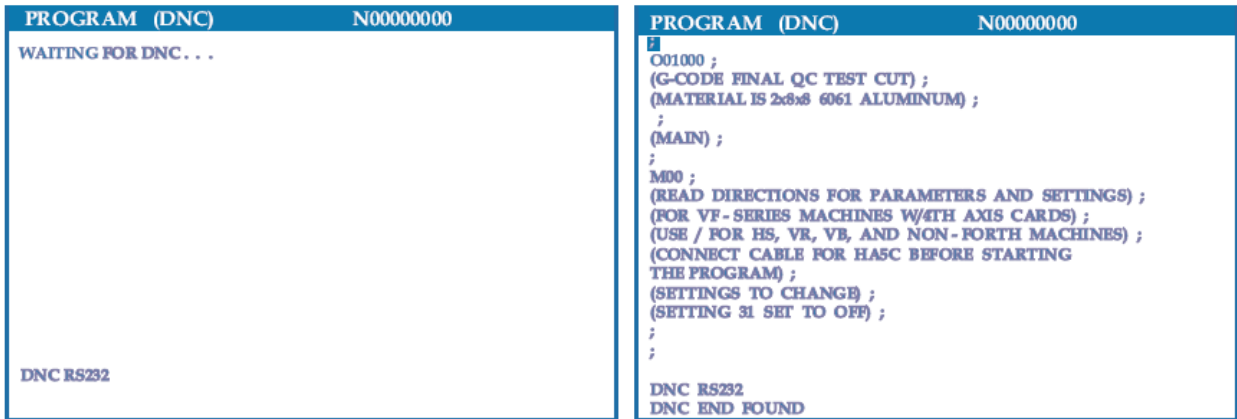 PROGRAM (DNC) N00000000
WAITING FOR DNC . . .
DNC RS232
PROGRAM (DNC) N00000000
;
O01000 ;
(G-CODE FINAL QC TEST CUT) ;
(MATERIAL IS 2x8x8 6061 ALUMINUM) ;
;
(MAIN) ;
;
M00 ;
(READ DIRECTIONS FOR PARAMETERS AND SETTINGS) ;
(FOR VF - SERIES MACHINES W/4TH AXIS CARDS) ;
(USE / FOR HS, VR, VB, AND NON - FORTH MACHINES) ;
(CONNECT CABLE FOR HA5C BEFORE STARTING
THE PROGRAM) ;
(SETTINGS TO CHANGE) ;
(SETTING 31 SET TO OFF) ;
;
;
DNC RS232
DNC END FOUND